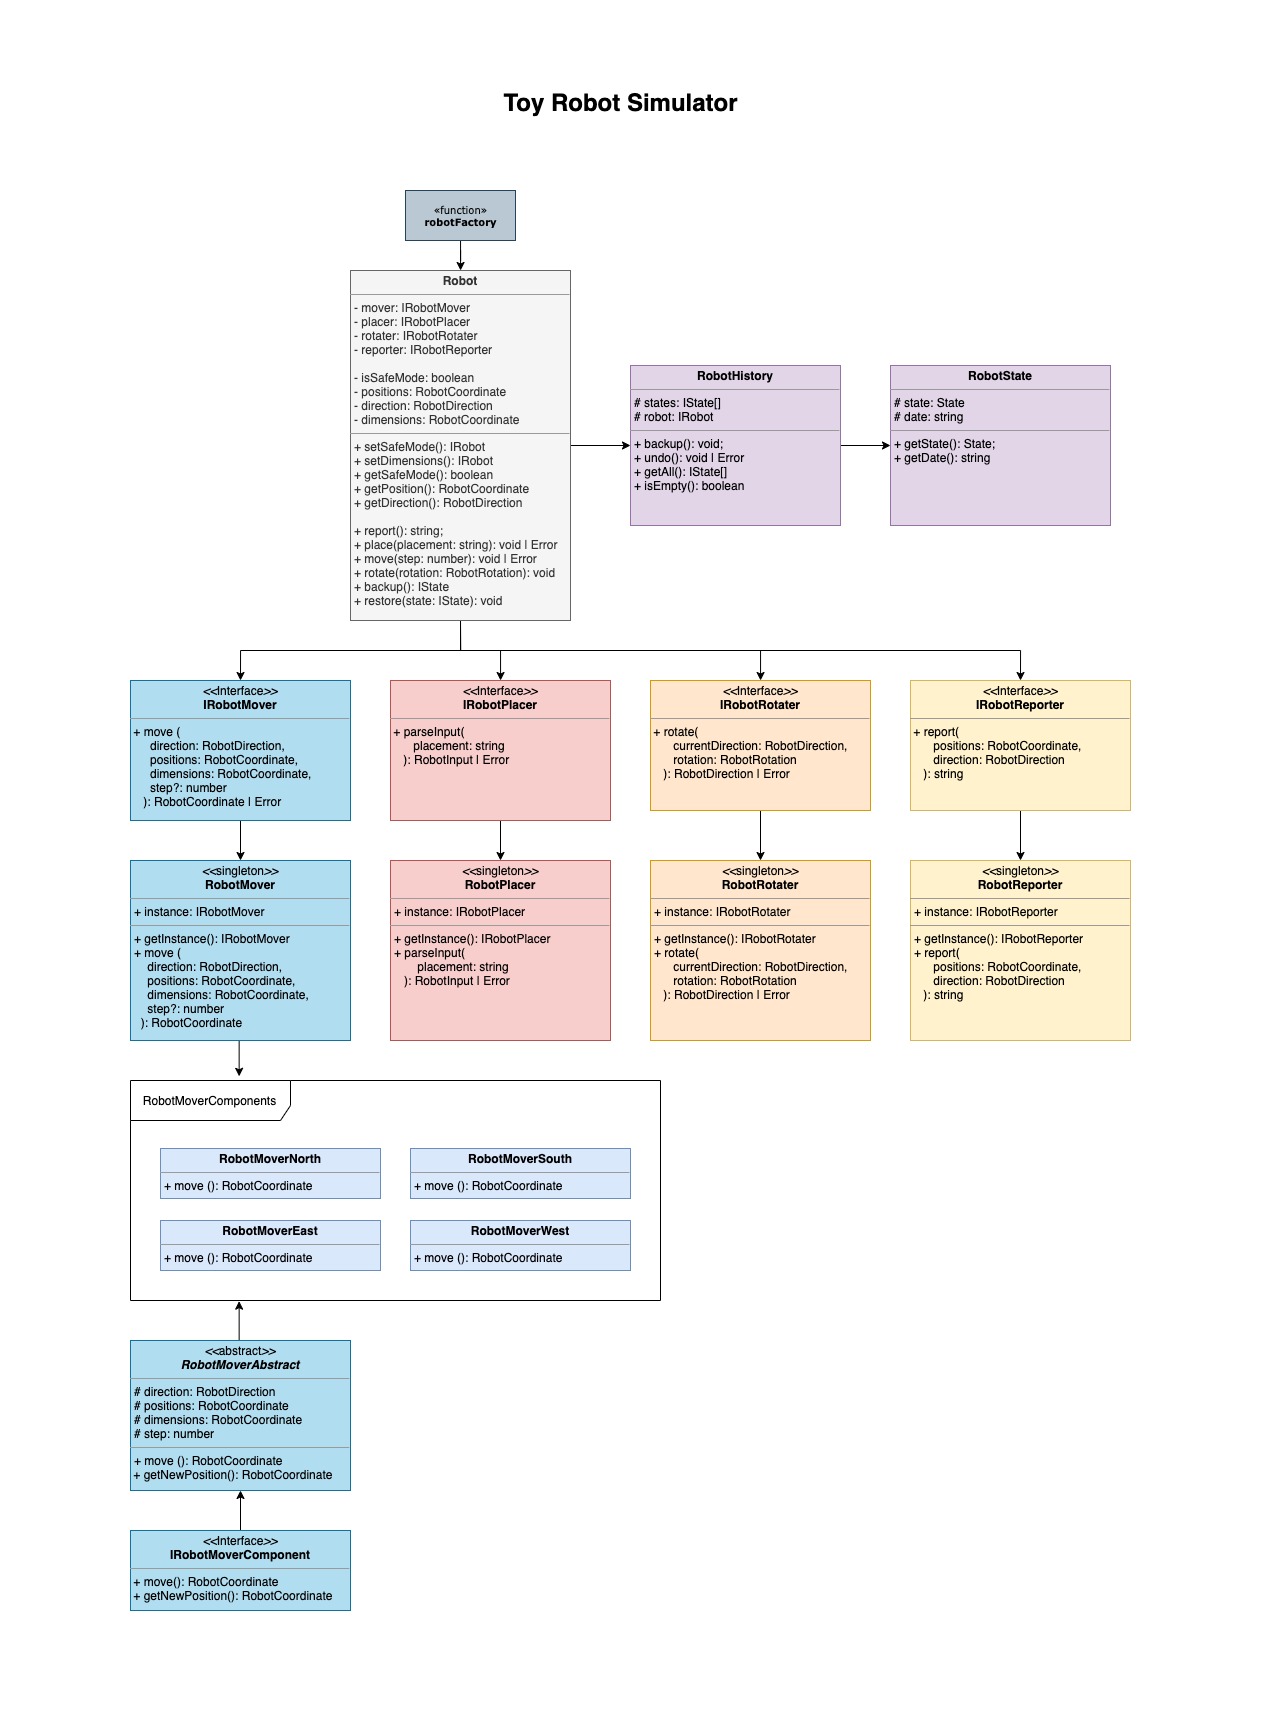 Toy Robot Simulator
«function»
robotFactory
Robot
- mover: IRobotMover
- placer: IRobotPlacer
- rotater: IRobotRotater
- reporter: IRobotReporter
- isSafeMode: boolean
- positions: RobotCoordinate
- direction: RobotDirection
- dimensions: RobotCoordinate
+ setSafeMode(): IRobot
+ setDimensions(): IRobot
+ getSafeMode(): boolean
+ getPosition(): RobotCoordinate
+ getDirection(): RobotDirection
+ report(): string;
+ place(placement: string): void | Error
+ move(step: number): void | Error
+ rotate(rotation: RobotRotation): void
+ backup(): IState
+ restore(state: IState): void
RobotHistory
# states: IState[]
# robot: IRobot
+ backup(): void;
+ undo(): void | Error
+ getAll(): IState[]
+ isEmpty(): boolean
RobotState
# state: State
# date: string
+ getState(): State;
+ getDate(): string
<<Interface>>
IRobotMover
+ move (
direction: RobotDirection,
positions: RobotCoordinate,
dimensions: RobotCoordinate,
step?: number
): RobotCoordinate | Error
<<Interface>>
IRobotPlacer
+ parseInput(
placement: string
): RobotInput | Error
<<Interface>>
IRobotRotater
+ rotate(
currentDirection: RobotDirection,
rotation: RobotRotation
): RobotDirection | Error
<<Interface>>
IRobotReporter
+ report(
positions: RobotCoordinate,
direction: RobotDirection
): string
<<singleton>>
RobotMover
+ instance: IRobotMover
+ getInstance(): IRobotMover
+ move (
direction: RobotDirection,
positions: RobotCoordinate,
dimensions: RobotCoordinate,
step?: number
): RobotCoordinate
<<singleton>>
RobotPlacer
+ instance: IRobotPlacer
+ getInstance(): IRobotPlacer
+ parseInput(
placement: string
): RobotInput | Error
<<singleton>>
RobotRotater
+ instance: IRobotRotater
+ getInstance(): IRobotRotater
+ rotate(
currentDirection: RobotDirection,
rotation: RobotRotation
): RobotDirection | Error
<<singleton>>
RobotReporter
+ instance: IRobotReporter
+ getInstance(): IRobotReporter
+ report(
positions: RobotCoordinate,
direction: RobotDirection
): string
RobotMoverComponents
RobotMoverNorth
+ move (): RobotCoordinate
RobotMoverSouth
+ move (): RobotCoordinate
RobotMoverEast
+ move (): RobotCoordinate
RobotMoverWest
+ move (): RobotCoordinate
<<abstract>>
RobotMoverAbstract
# direction: RobotDirection
# positions: RobotCoordinate
# dimensions: RobotCoordinate
# step: number
+ move (): RobotCoordinate
+ getNewPosition(): RobotCoordinate
<<Interface>>
IRobotMoverComponent
+ move(): RobotCoordinate
+ getNewPosition(): RobotCoordinate